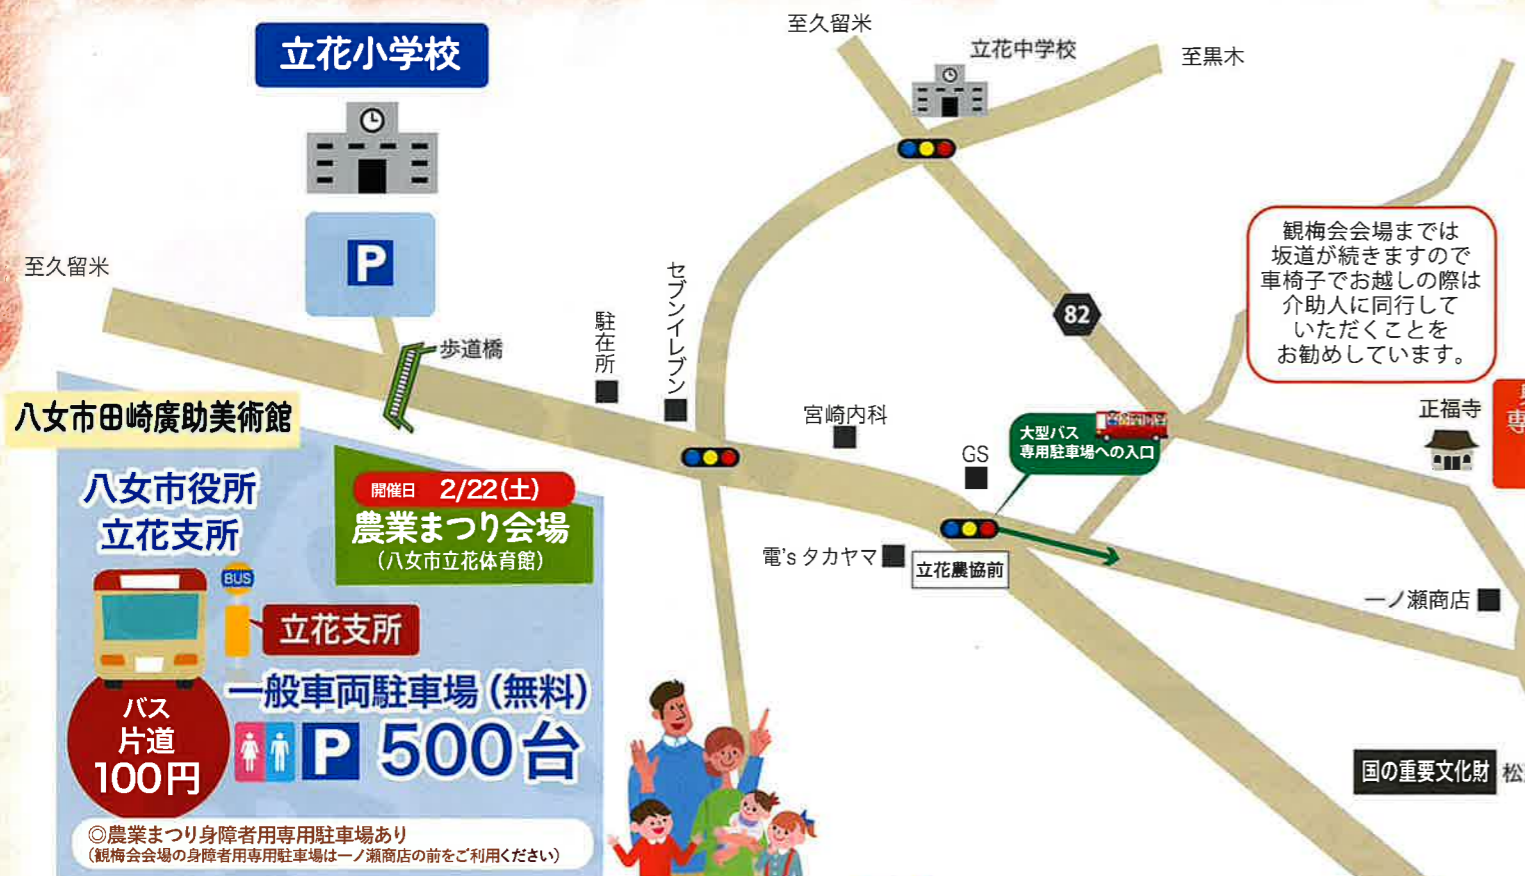 立花小学校
P
至久留米
立花中学校
至黒木
至久留米
歩道橋
駐在所
セブンイレブン
82
観梅会会場までは
坂道が続きますので
車椅子でお越しの際は
介助人に同行して
いただくことを
お勧めしています。
正福寺
専
宮崎内科
GS
大型バス
専用駐車場への入口
電'sタカヤマ
立花農協前
一ノ瀬商店
国の重要文化財
松
八女市田崎廣助美術館
八女市役所
立花支所
開催日 2/22(土)
農業まつり会場
(八女市立花体育館)
BUS
立花支所
バス
片道
100円
一般車両駐車場(無料)
P 500台
◎農業まつり身障者用専用駐車場あり
(観梅会会場の身障者用専用駐車場は一ノ瀬商店の前をご利用ください)